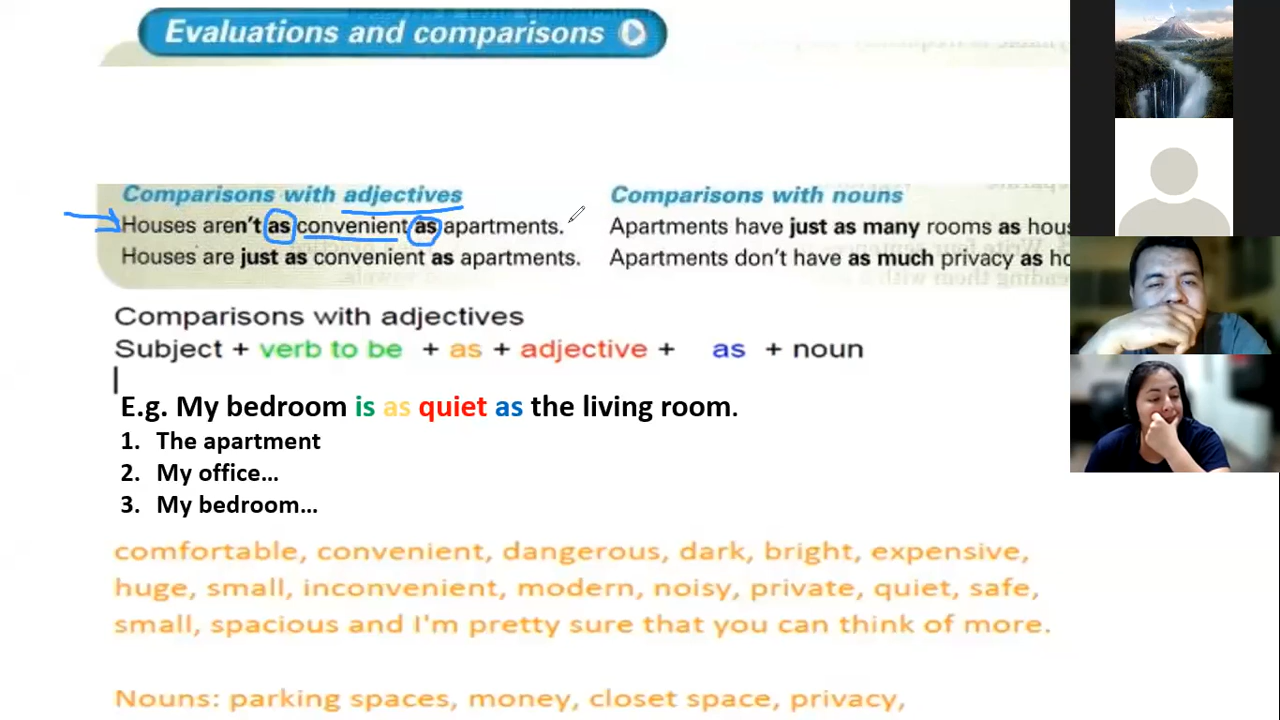 Evaluations and comparisons
Comparisons with adjectives
Houses aren't as convenient as apartments.
Houses are just as convenient as apartments.
Comparisons with nouns
Apartments have just as many rooms as hous
Apartments don't have as much privacy as ho
Comparisons with adjectives
Subject + verb to be + as + adjective + as + noun
E.g. My bedroom is as quiet as the living room.
1. The apartment
2. My office…
3. My bedroom…
comfortable, convenient, dangerous, dark, bright, expensive,
huge, small, inconvenient, modern, noisy, private, quiet, safe,
small, spacious and I'm pretty sure that you can think of more.
Nouns: parking spaces, money, closet space, privacy,